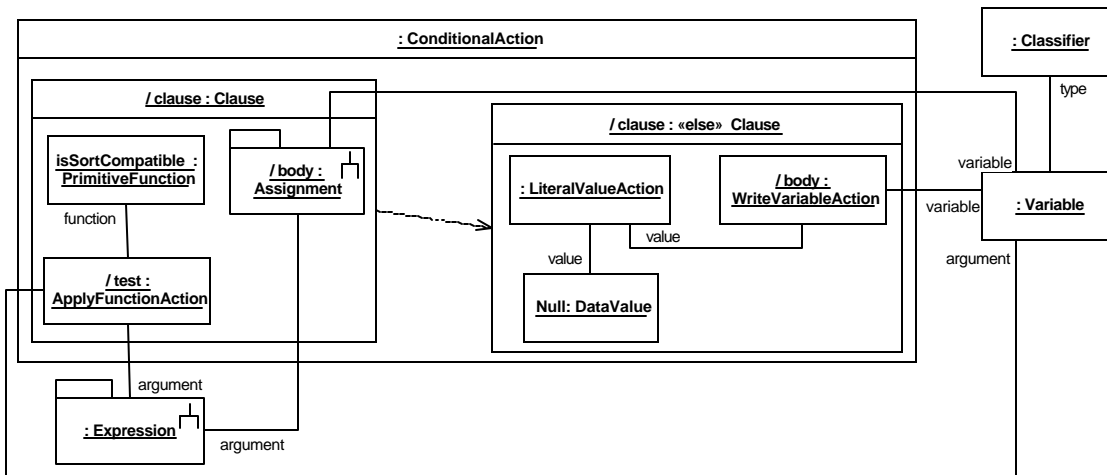 : ConditionalAction
: Classifier
type
/ clause : Clause
/ clause : «else» Clause
isSortCompatible :
PrimitiveFunction
/ body :
Assignment
: LiteralValueAction
/ body :
WriteVariableAction
variable
variable
: Variable
function
value
value
argument
/ test :
ApplyFunctionAction
Null: DataValue
argument
: Expression
argument